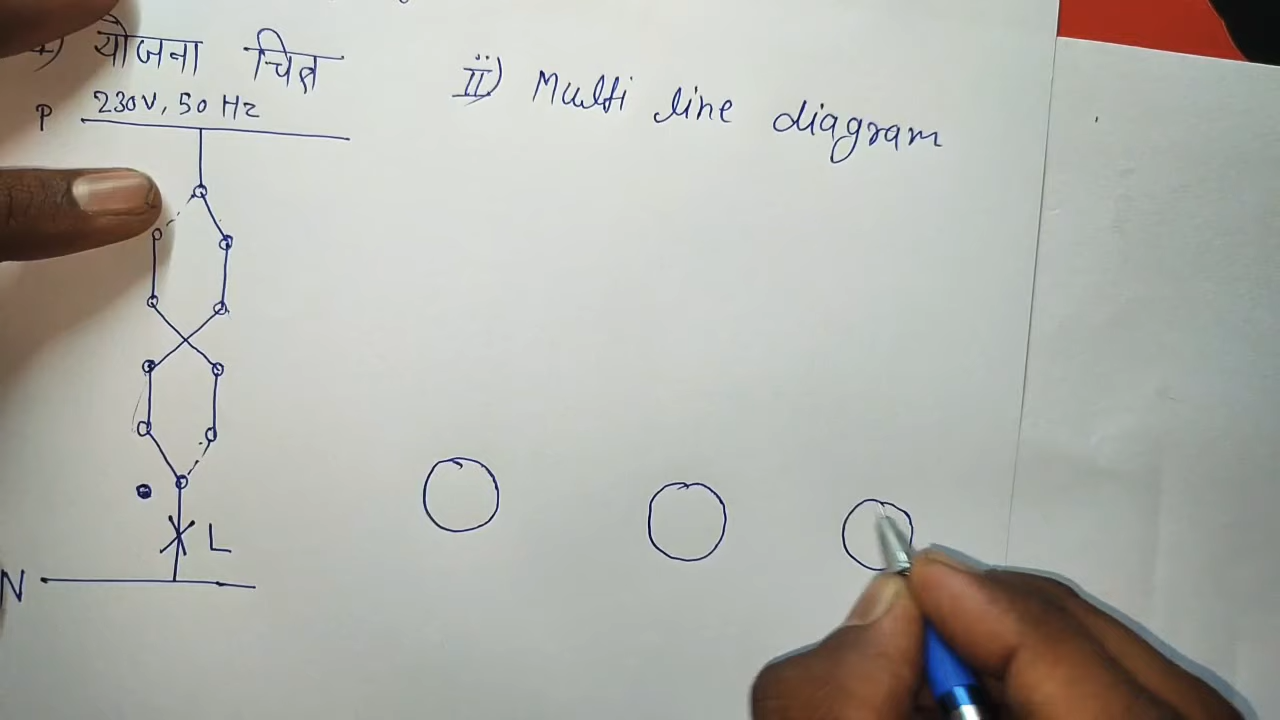 योजना चित्र
230V, 50 Hz
P
L
N
II) Multi line diagram